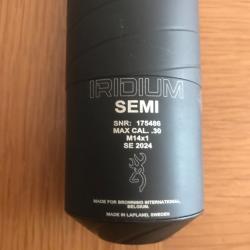 IRIDIUM
SEMI
SNR: 175486
MAX CAL. .30
M14x1
SE 2024
MADE FOR BROWNING INTERNATIONAL,
BELGIUM.
MADE IN LAPLAND, SWEDEN